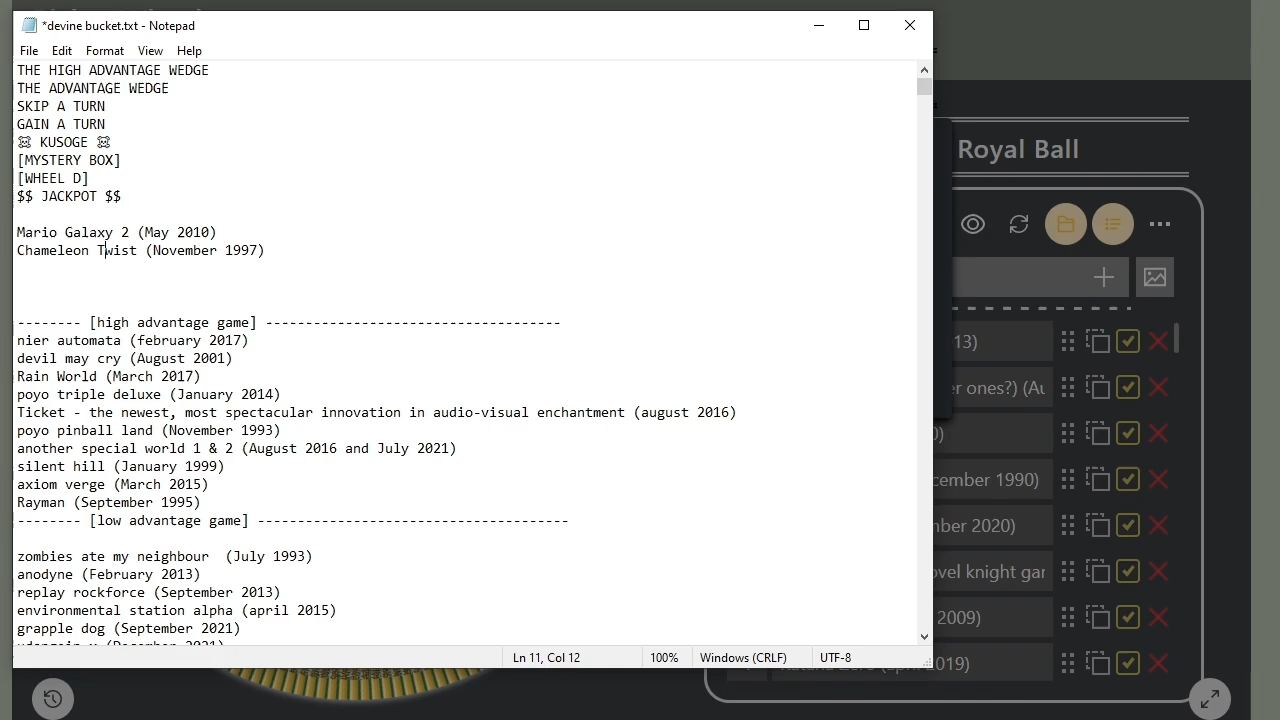 *devine bucket.txt - Notepad
File Edit Format View Help
THE HIGH ADVANTAGE WEDGE
THE ADVANTAGE WEDGE
SKIP A TURN
GAIN A TURN
☠ KUSOGE ☠
[MYSTERY BOX]
[WHEEL D]
$$ JACKPOT $$
Mario Galaxy 2 (May 2010)
Chameleon Twist (November 1997)
-------- [high advantage game] -------------------------------------
nier automata (february 2017)
devil may cry (August 2001)
Rain World (March 2017)
poyo triple deluxe (January 2014)
Ticket - the newest, most spectacular innovation in audio-visual enchantment (august 2016)
poyo pinball land (November 1993)
another special world 1 & 2 (August 2016 and July 2021)
silent hill (January 1999)
axiom verge (March 2015)
Rayman (September 1995)
-------- [low advantage game] ---------------------------------------
zombies ate my neighbour  (July 1993)
anodyne (February 2013)
replay rockforce (September 2013)
environmental station alpha (april 2015)
grapple dog (September 2021)
Ln 11, Col 12
100%
Windows (CRLF)
UTF-8
Royal Ball
13)
er ones?) (Au
0)
cember 1990)
nber 2020)
ovel knight gar
2009)
2019)